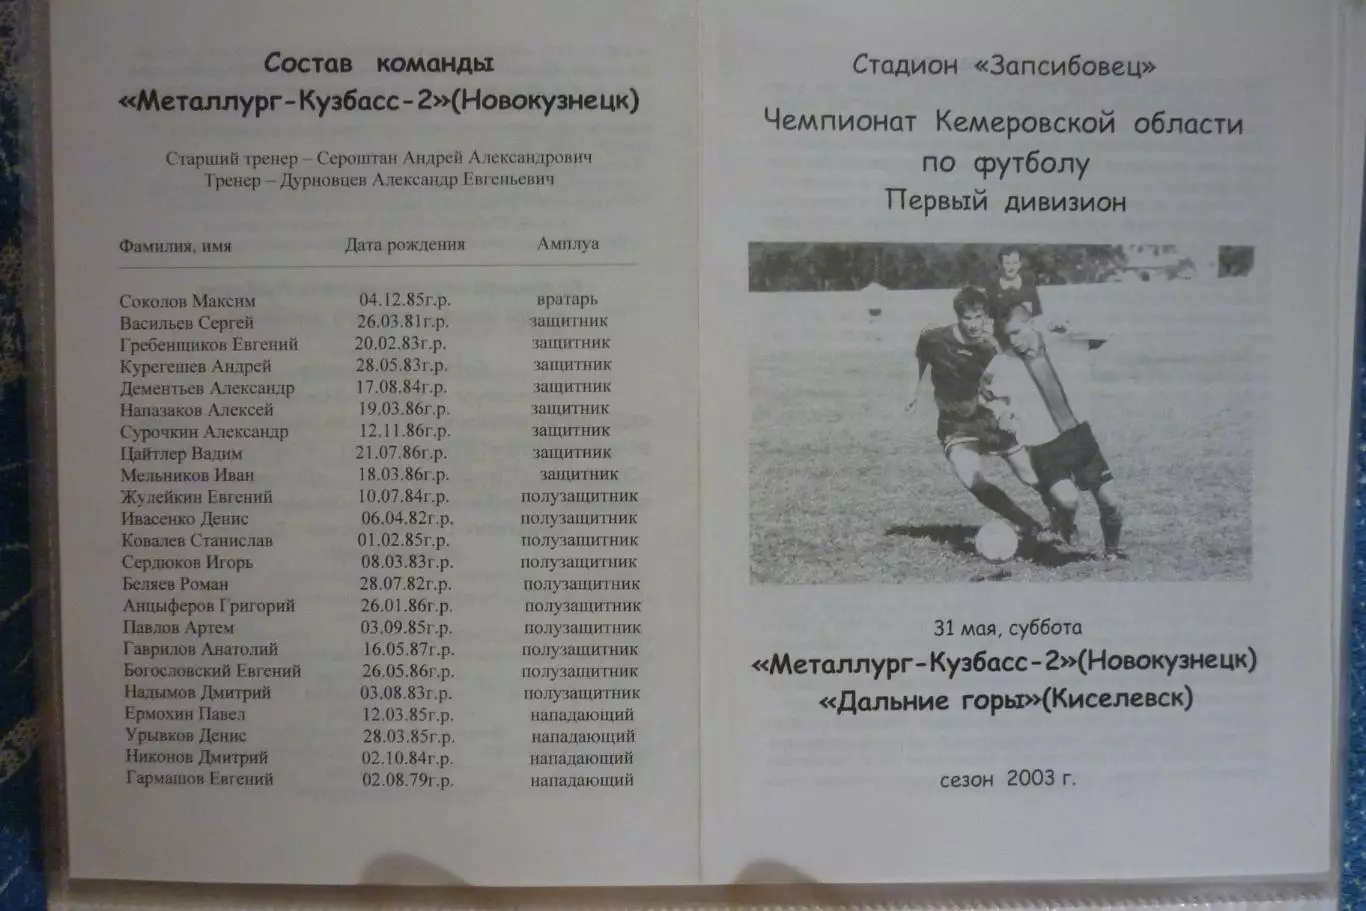 Состав команды
«Металлург-Кузбасс-2»(Новокузнецк)
Старший тренер – Сероштан Андрей Александрович
Тренер – Дурновцев Александр Евгеньевич
Фамилия, имя Дата рождения Амплуа
Соколов Максим 04.12.85г.р. вратарь
Васильев Сергей 26.03.81г.р. защитник
Гребенщиков Евгений 20.02.83г.р. защитник
Курегешев Андрей 28.05.83г.р. защитник
Дементьев Александр 17.08.84г.р. защитник
Напазаков Алексей 19.03.86г.р. защитник
Сурочкин Александр 12.11.86г.р. защитник
Цайтлер Вадим 21.07.86г.р. защитник
Мельников Иван 18.03.86г.р. защитник
Жулейкин Евгений 10.07.84г.р. полузащитник
Ивасенко Денис 06.04.82г.р. полузащитник
Ковалев Станислав 01.02.85г.р. полузащитник
Сердюков Игорь 08.03.83г.р. полузащитник
Беляев Роман 28.07.82г.р. полузащитник
Анцыферов Григорий 26.01.86г.р. полузащитник
Павлов Артем 03.09.85г.р. полузащитник
Гаврилов Анатолий 16.05.87г.р. полузащитник
Богословский Евгений 26.05.86г.р. полузащитник
Надымов Дмитрий 03.08.83г.р. полузащитник
Ермохин Павел 12.03.85г.р. нападающий
Урывков Денис 28.03.85г.р. нападающий
Никонов Дмитрий 02.10.84г.р. нападающий
Гармашов Евгений 02.08.79г.р. нападающий
Стадион «Запсибовец»
Чемпионат Кемеровской области
по футболу
Первый дивизион
31 мая, суббота
«Металлург-Кузбасс-2»(Новокузнецк)
«Дальние горы»(Киселевск)
сезон 2003 г.